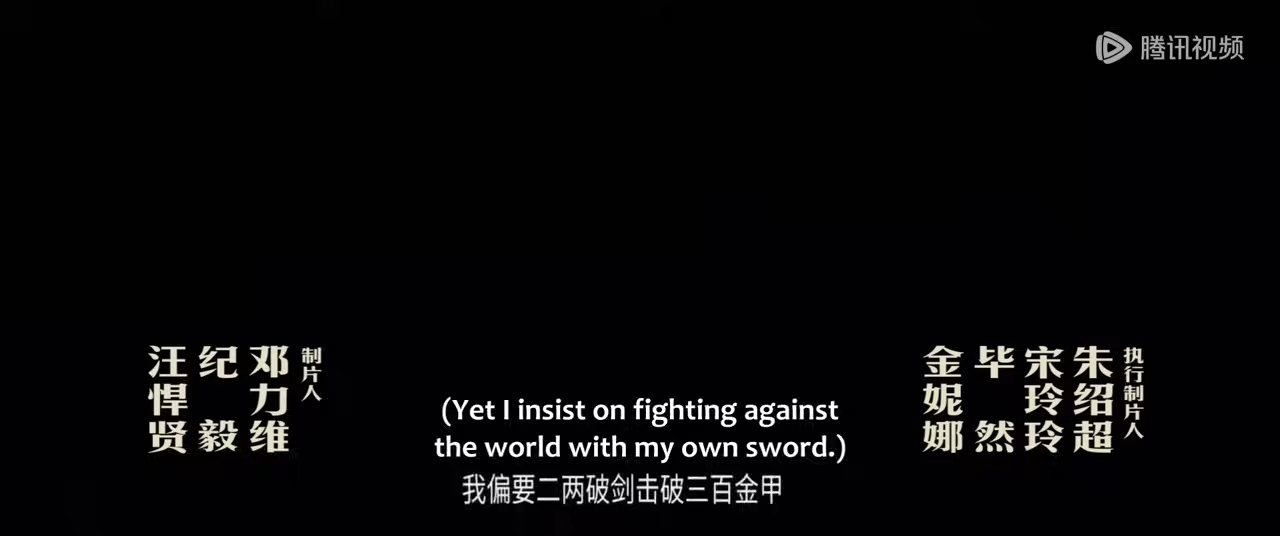 腾讯视频
执行制片人
朱绍超
宋玲玲
毕然
金妮娜
制片人
邓力维
纪毅
汪悍贤
(Yet I insist on fighting against
the world with my own sword.)
我偏要二两破剑击破三百金甲